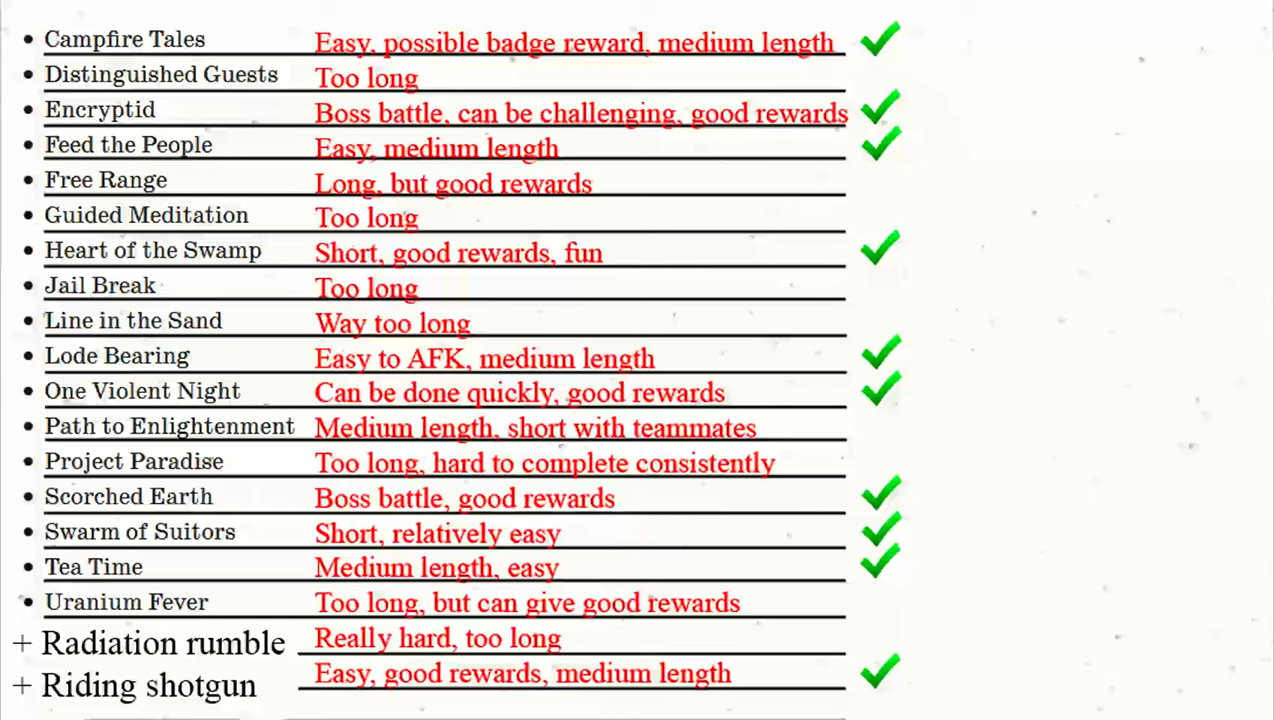 • Campfire Tales Easy, possible badge reward, medium length ✓
• Distinguished Guests Too long
• Encryptid Boss battle, can be challenging, good rewards ✓
• Feed the People Easy, medium length ✓
• Free Range Long, but good rewards
• Guided Meditation Too long
• Heart of the Swamp Short, good rewards, fun ✓
• Jail Break Too long
• Line in the Sand Way too long
• Lode Bearing Easy to AFK, medium length ✓
• One Violent Night Can be done quickly, good rewards ✓
• Path to Enlightenment Medium length, short with teammates
• Project Paradise Too long, hard to complete consistently
• Scorched Earth Boss battle, good rewards ✓
• Swarm of Suitors Short, relatively easy ✓
• Tea Time Medium length, easy ✓
• Uranium Fever Too long, but can give good rewards
+ Radiation rumble Really hard, too long
+ Riding shotgun Easy, good rewards, medium length ✓